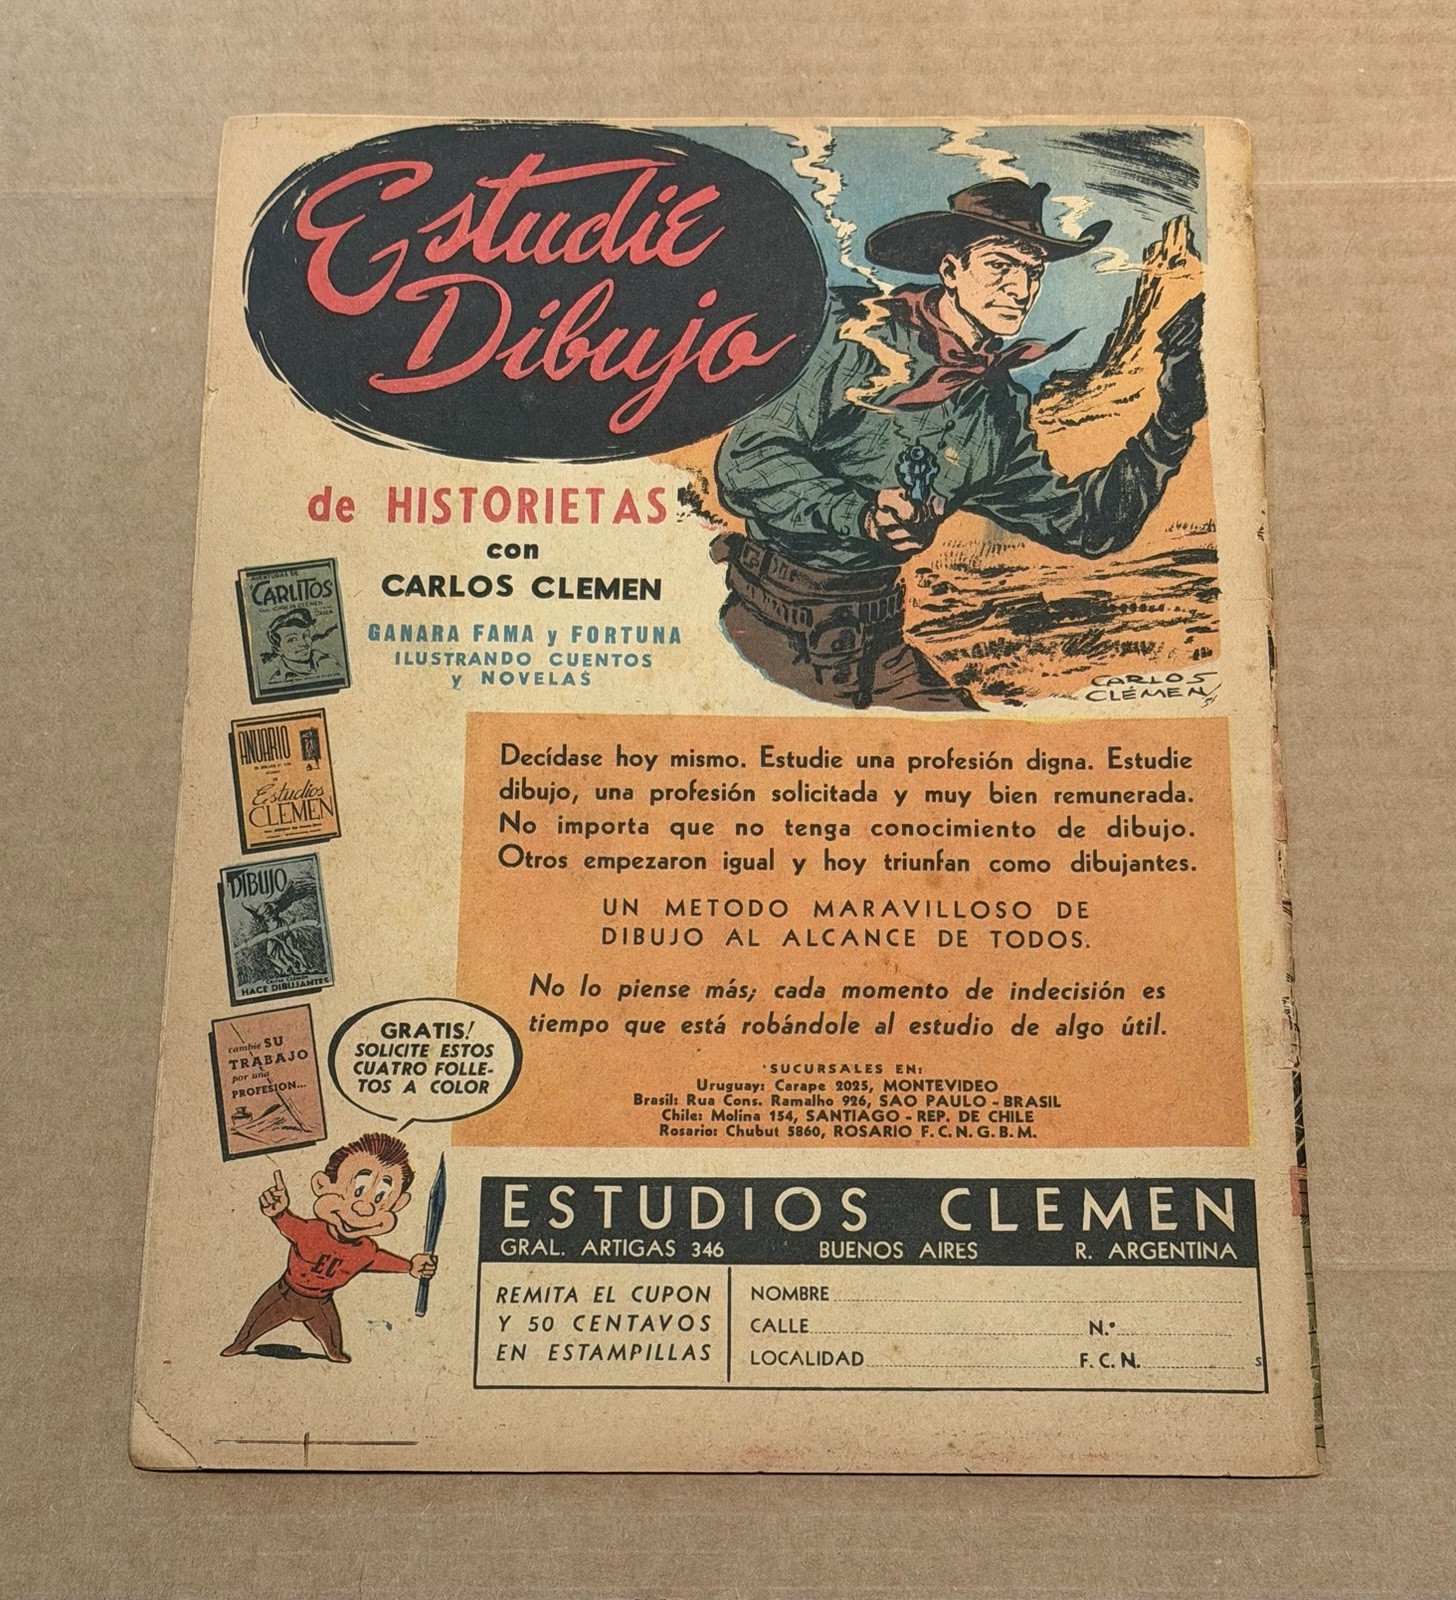 Estudie
Dibujo
de HISTORIETAS
con
CARLOS CLEMEN
GANARA FAMA y FORTUNA
ILUSTRANDO CUENTOS
y NOVELAS
CARLOS
CLÉMEN
AVENTURAS DE
CARLITOS
ANUARIO
Estudios
CLEMEN
DIBUJO
HACE DIBUJANTES
cambie SU
TRABAJO
por una
PROFESION...
GRATIS!
SOLICITE ESTOS
CUATRO FOLLE-
TOS A COLOR
EC
Decídase hoy mismo. Estudie una profesión digna. Estudie
dibujo, una profesión solicitada y muy bien remunerada.
No importa que no tenga conocimiento de dibujo.
Otros empezaron igual y hoy triunfan como dibujantes.
UN METODO MARAVILLOSO DE
DIBUJO AL ALCANCE DE TODOS.
No lo piense más; cada momento de indecisión es
tiempo que está robándole al estudio de algo útil.
SUCURSALES EN:
Uruguay: Carape 2025, MONTEVIDEO
Brasil: Rua Cons. Ramalho 926, SAO PAULO - BRASIL
Chile: Molina 154, SANTIAGO - REP. DE CHILE
Rosario: Chubut 5860, ROSARIO F. C. N. G. B. M.
ESTUDIOS CLEMEN
GRAL. ARTIGAS 346 BUENOS AIRES R. ARGENTINA
REMITA EL CUPON
Y 50 CENTAVOS
EN ESTAMPILLAS
NOMBRE
CALLE N.º
LOCALIDAD F. C. N. S